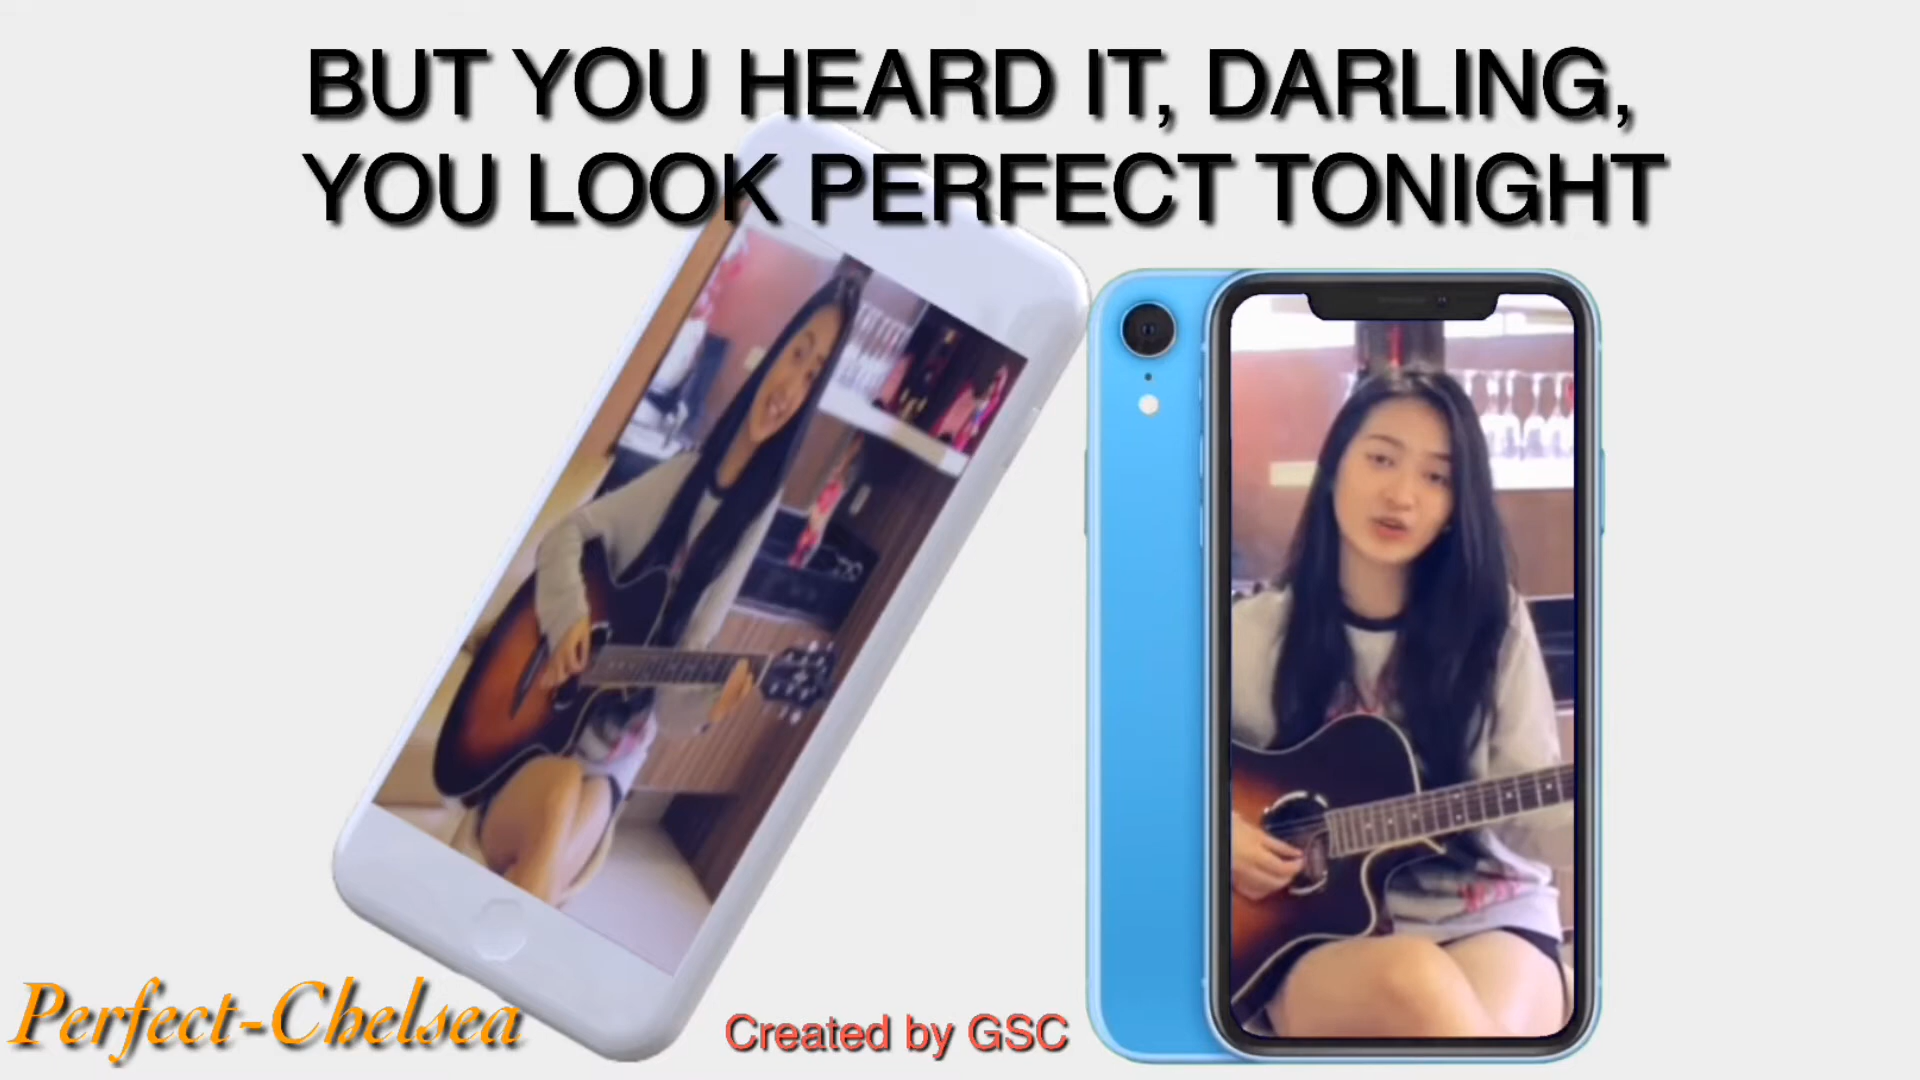 BUT YOU HEARD IT, DARLING,
YOU LOOK PERFECT TONIGHT
Perfect-Chelsea
Created by GSC